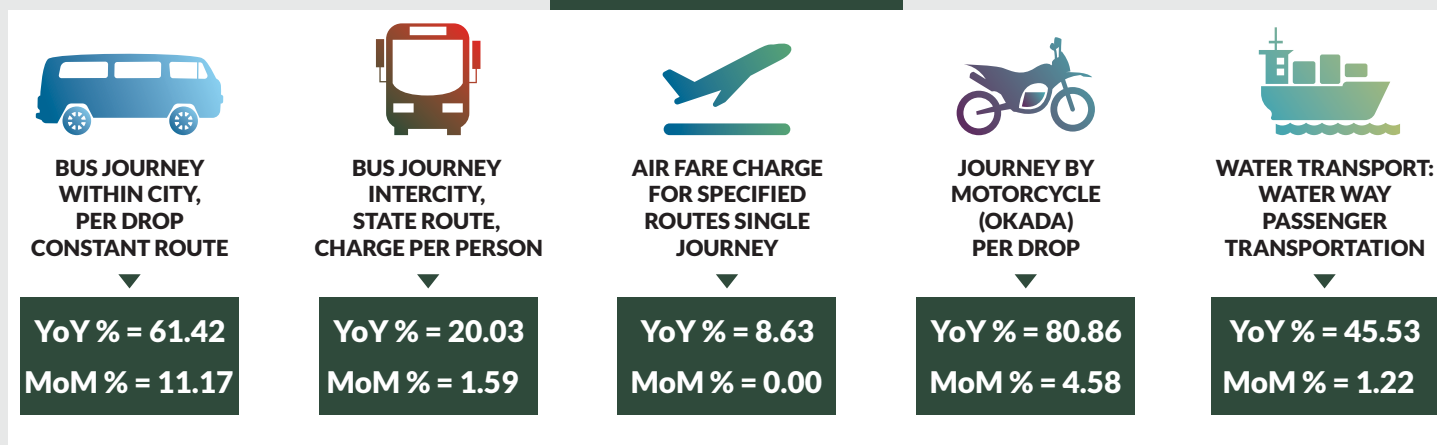 BUS JOURNEY
WITHIN CITY,
PER DROP
CONSTANT ROUTE
YoY % = 61.42
MoM % = 11.17
BUS JOURNEY
INTERCITY,
STATE ROUTE,
CHARGE PER PERSON
YoY % = 20.03
MoM % = 1.59
AIR FARE CHARGE
FOR SPECIFIED
ROUTES SINGLE
JOURNEY
YoY % = 8.63
MoM % = 0.00
JOURNEY BY
MOTORCYCLE
(OKADA)
PER DROP
YoY % = 80.86
MoM % = 4.58
WATER TRANSPORT:
WATER WAY
PASSENGER
TRANSPORTATION
YoY % = 45.53
MoM % = 1.22